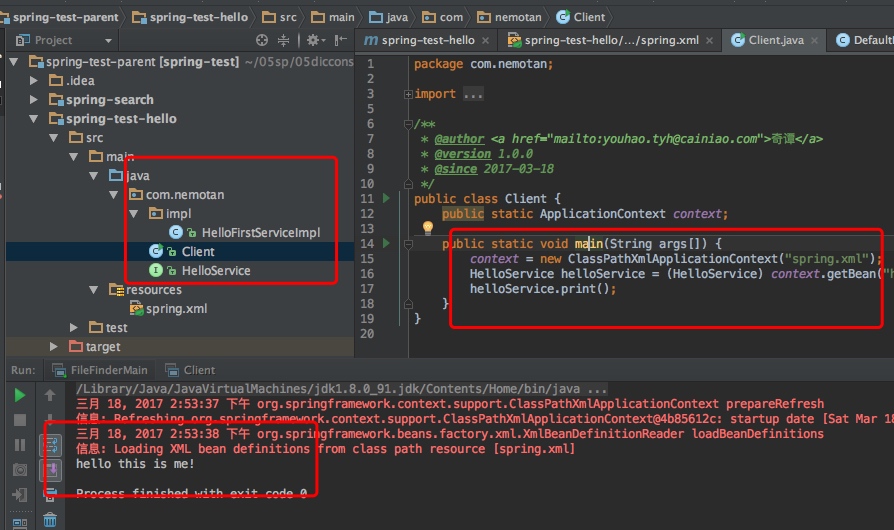 spring-test-parent spring-test-hello src main java com nemotan Client
Project
spring-test-hello spring-test-hello/.../spring.xml Client.java
spring-test-parent [spring-test]
.idea
spring-search
spring-test-hello
src
main
java
com.nemotan
impl
HelloFirstServiceImpl
Client
HelloService
resources
spring.xml
test
target
1 package com.nemotan;
2
3 import ...
5
6 /**
7 * @author <a href="mailto:youhao.tyh@cainiao.com">奇谭</a>
8 * @version 1.0.0
9 * @since 2017-03-18
10 */
11 public class Client {
12 public static ApplicationContext context;
13
14 public static void main(String args[]) {
15 context = new ClassPathXmlApplicationContext("spring.xml");
16 HelloService helloService = (HelloService) context.getBean("h
17 helloService.print();
18 }
19 }
20
Run: FileFinderMain Client
/Library/Java/JavaVirtualMachines/jdk1.8.0_91.jdk/Contents/Home/bin/java ...
三月 18, 2017 2:53:37 下午 org.springframework.context.support.ClassPathXmlApplicationContext prepareRefresh
信息: Refreshing org.springframework.context.support.ClassPathXmlApplicationContext@4b85612c: startup date [Sat Mar 18
三月 18, 2017 2:53:38 下午 org.springframework.beans.factory.xml.XmlBeanDefinitionReader loadBeanDefinitions
信息: Loading XML bean definitions from class path resource [spring.xml]
hello this is me!
Process finished with exit code 0